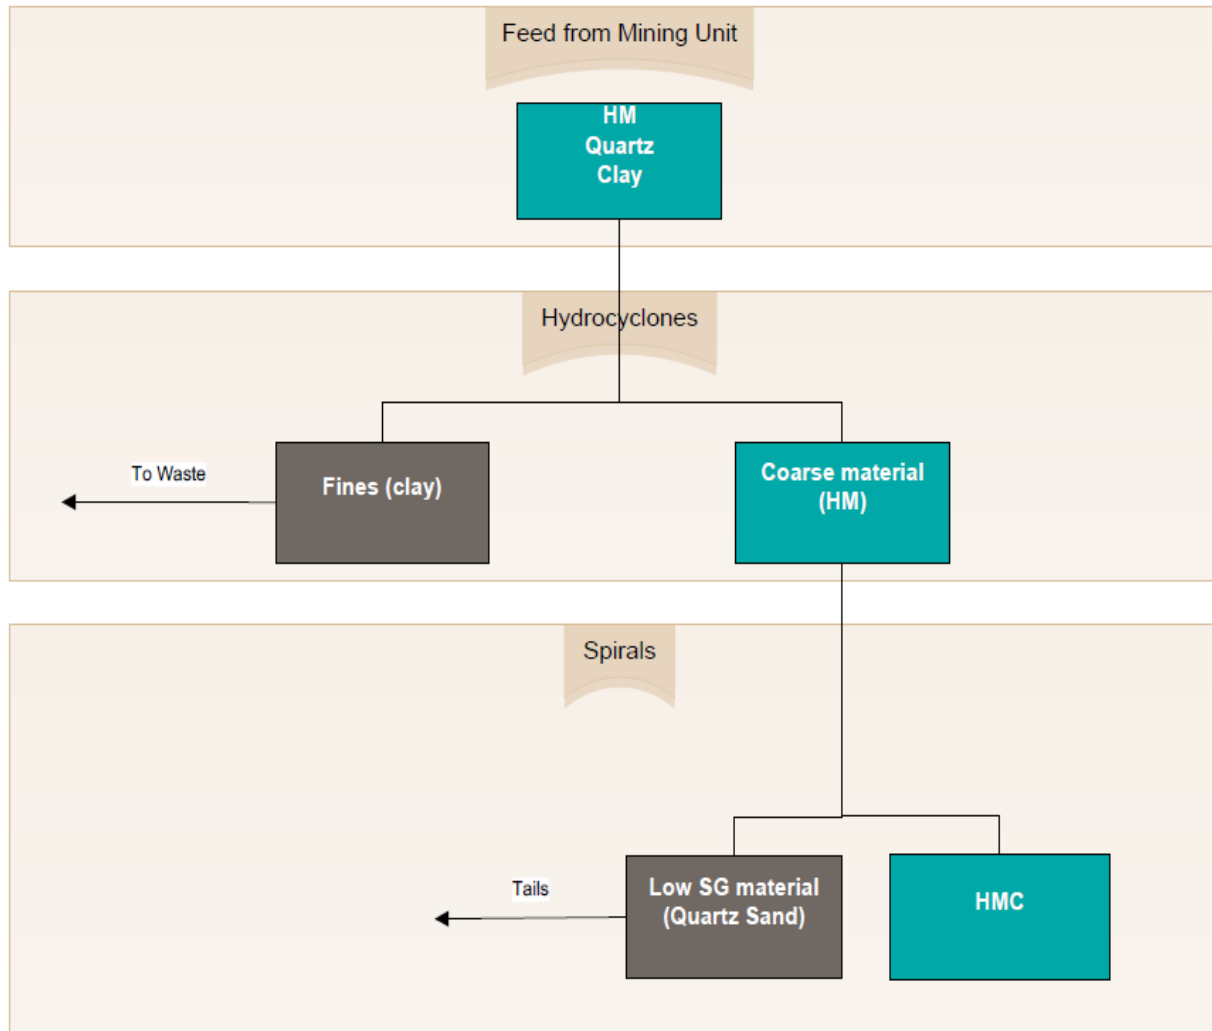 Feed from Mining Unit
HM
Quartz
Clay
Hydrocyclones
To Waste
Fines (clay)
Coarse material
(HM)
Spirals
Tails
Low SG material
(Quartz Sand)
HMC